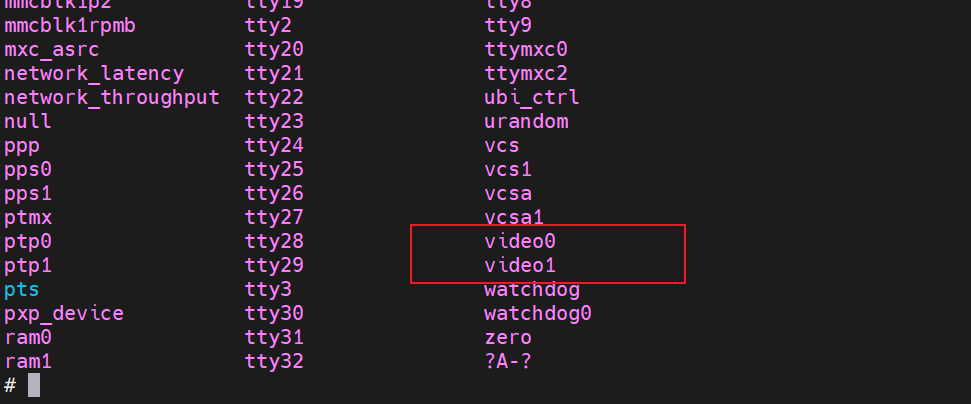 mmcblk1p2 tty19 tty8
mmcblk1rpmb tty2 tty9
mxc_asrc tty20 ttymxc0
network_latency tty21 ttymxc2
network_throughput tty22 ubi_ctrl
null tty23 urandom
ppp tty24 vcs
pps0 tty25 vcs1
pps1 tty26 vcsa
ptmx tty27 vcsa1
ptp0 tty28 video0
ptp1 tty29 video1
pts tty3 watchdog
pxp_device tty30 watchdog0
ram0 tty31 zero
ram1 tty32 ?A-?
#